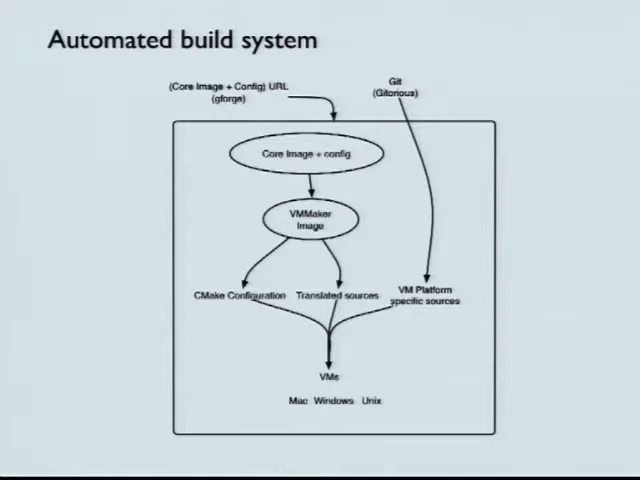 Automated build system
(Core Image + Config) URL
(gforge)
Git
(Gitorious)
Core Image + config
VMMaker
Image
CMake Configuration
Translated sources
VM Platform
specific sources
VMs
Mac Windows Unix